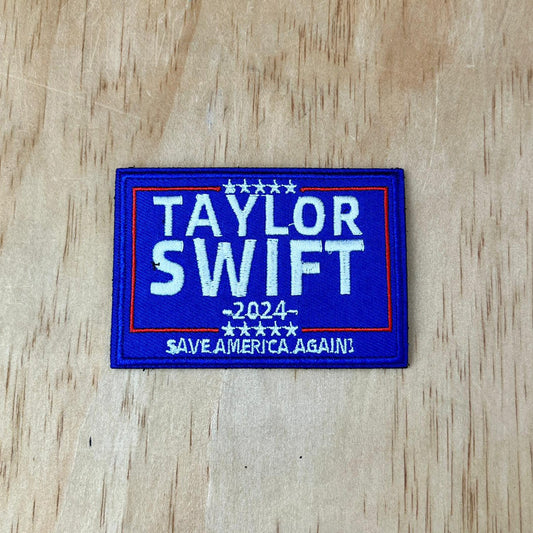 TAYLOR
SWIFT
-2024-
SAVE AMERICA AGAIN!